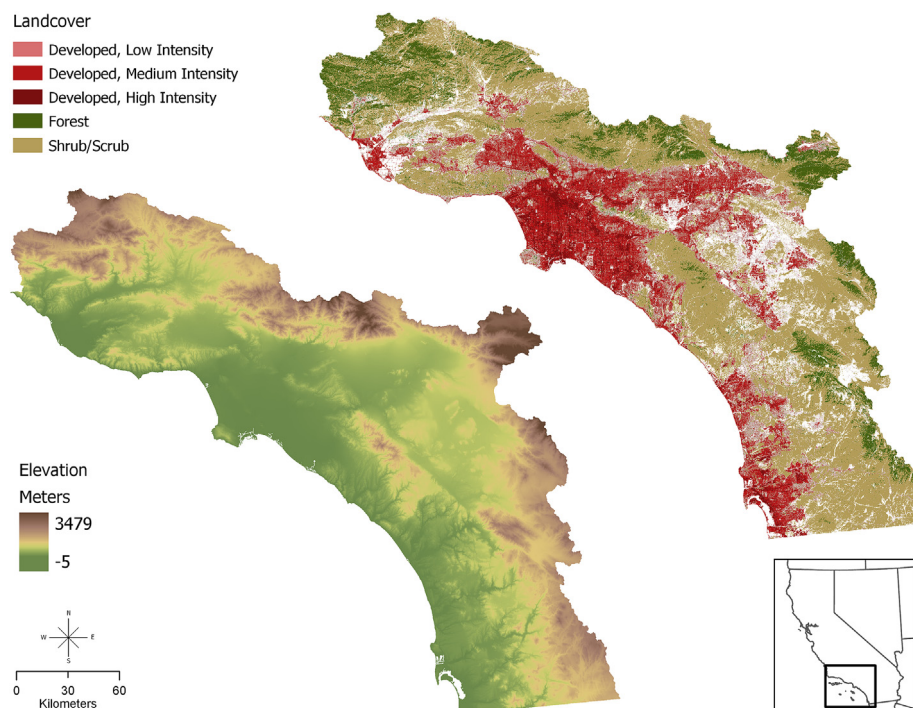 Landcover
Developed, Low Intensity
Developed, Medium Intensity
Developed, High Intensity
Forest
Shrub/Scrub
Elevation
Meters
3479
-5
N
W E
S
0 30 60
Kilometers